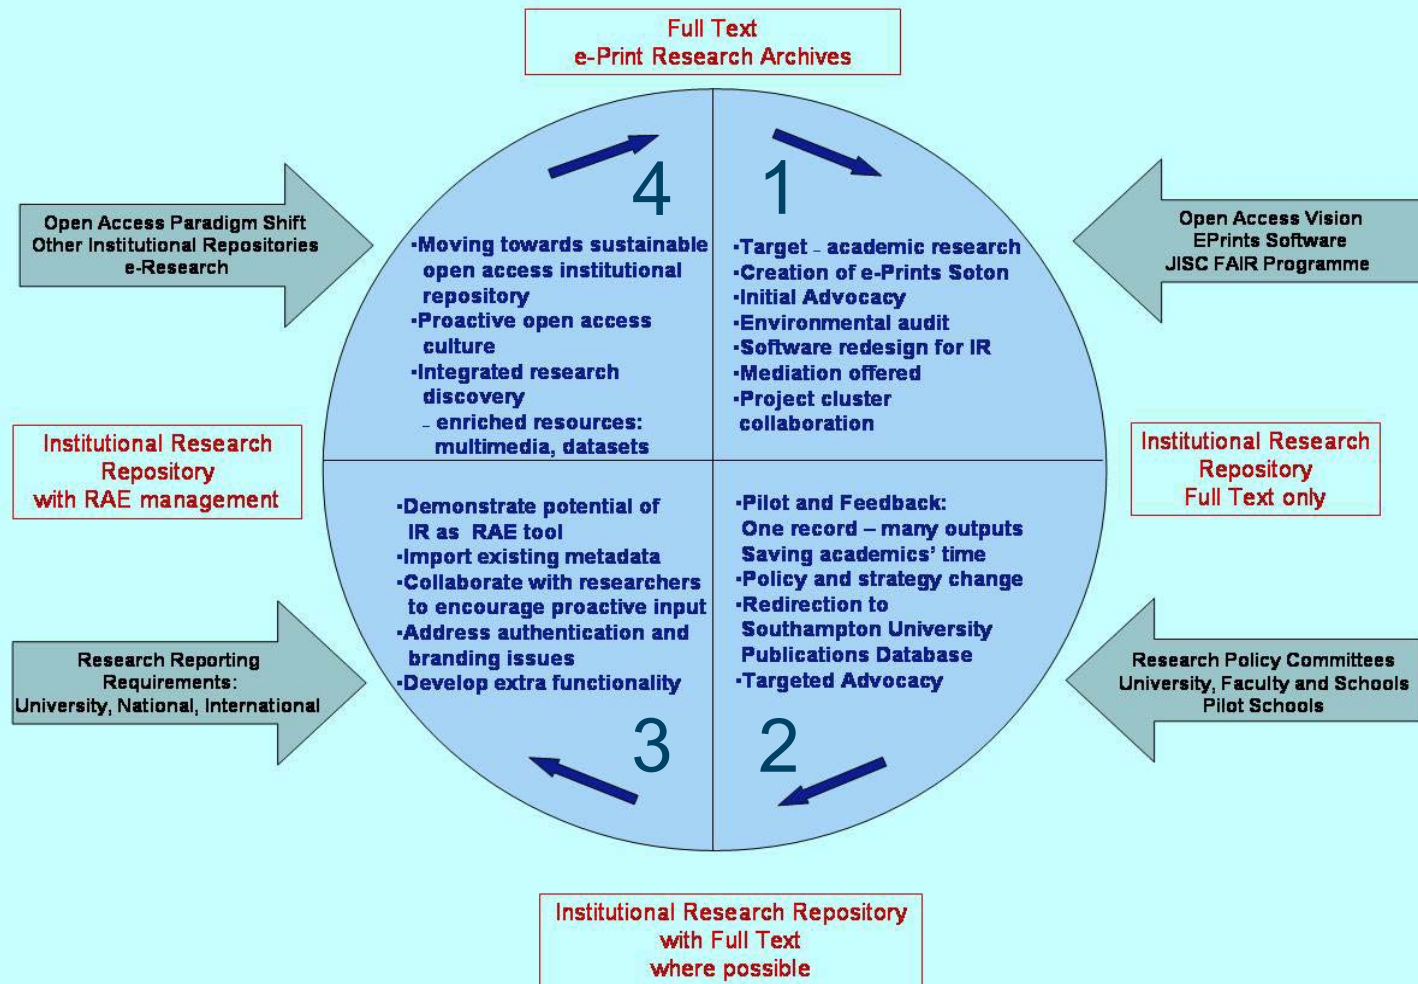 Full Text
e-Print Research Archives
Open Access Paradigm Shift
Other Institutional Repositories
e-Research
4
·Moving towards sustainable
open access institutional
repository
·Proactive open access
culture
·Integrated research
discovery
– enriched resources:
multimedia, datasets
1
·Target – academic research
·Creation of e-Prints Soton
·Initial Advocacy
·Environmental audit
·Software redesign for IR
·Mediation offered
·Project cluster
collaboration
Open Access Vision
EPrints Software
JISC FAIR Programme
Institutional Research
Repository
with RAE management
Institutional Research
Repository
Full Text only
Research Reporting
Requirements:
University, National, International
·Demonstrate potential of
IR as RAE tool
·Import existing metadata
·Collaborate with researchers
to encourage proactive input
·Address authentication and
branding issues
·Develop extra functionality
3
·Pilot and Feedback:
One record – many outputs
Saving academics' time
·Policy and strategy change
·Redirection to
Southampton University
Publications Database
·Targeted Advocacy
2
Research Policy Committees
University, Faculty and Schools
Pilot Schools
Institutional Research Repository
with Full Text
where possible